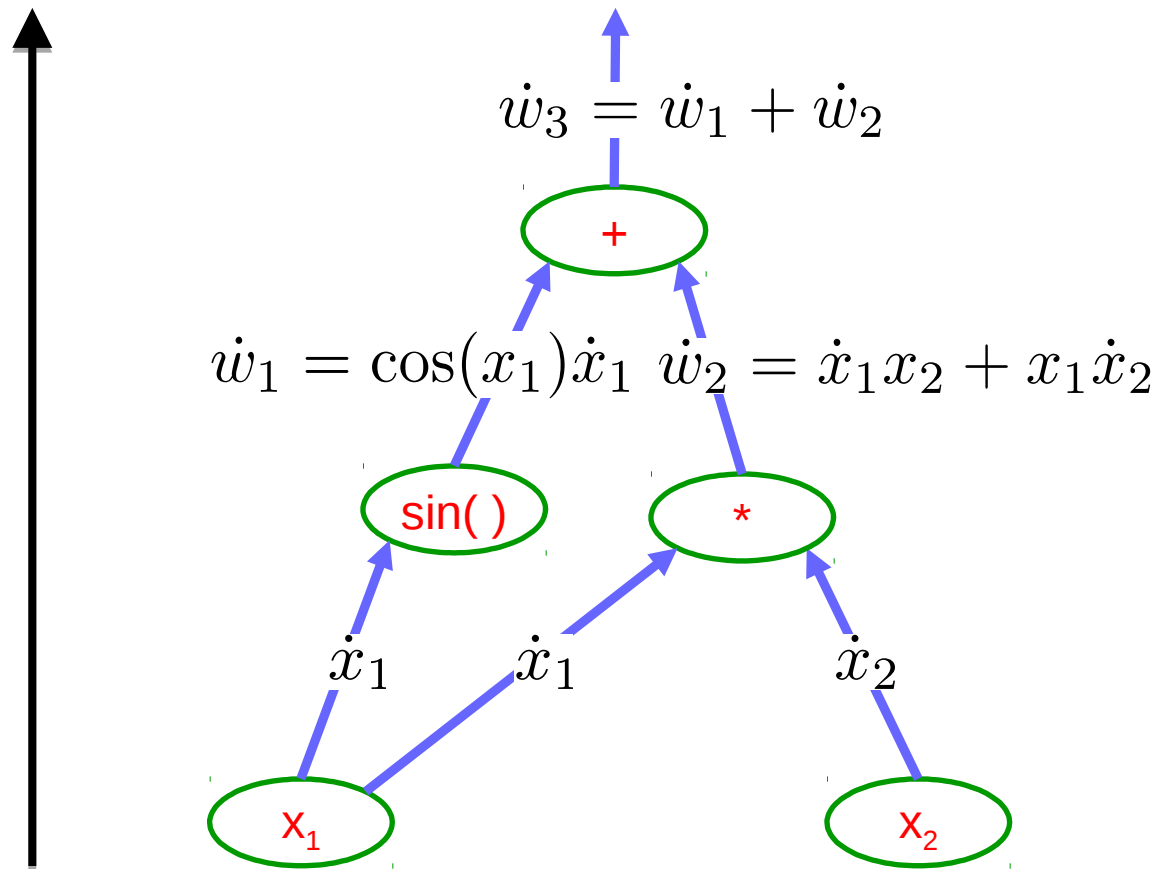 ẇ₃ = ẇ₁ + ẇ₂
+
ẇ₁ = cos(x₁)ẋ₁ ẇ₂ = ẋ₁x₂ + x₁ẋ₂
sin( ) *
ẋ₁ ẋ₁ ẋ₂
x₁ x₂